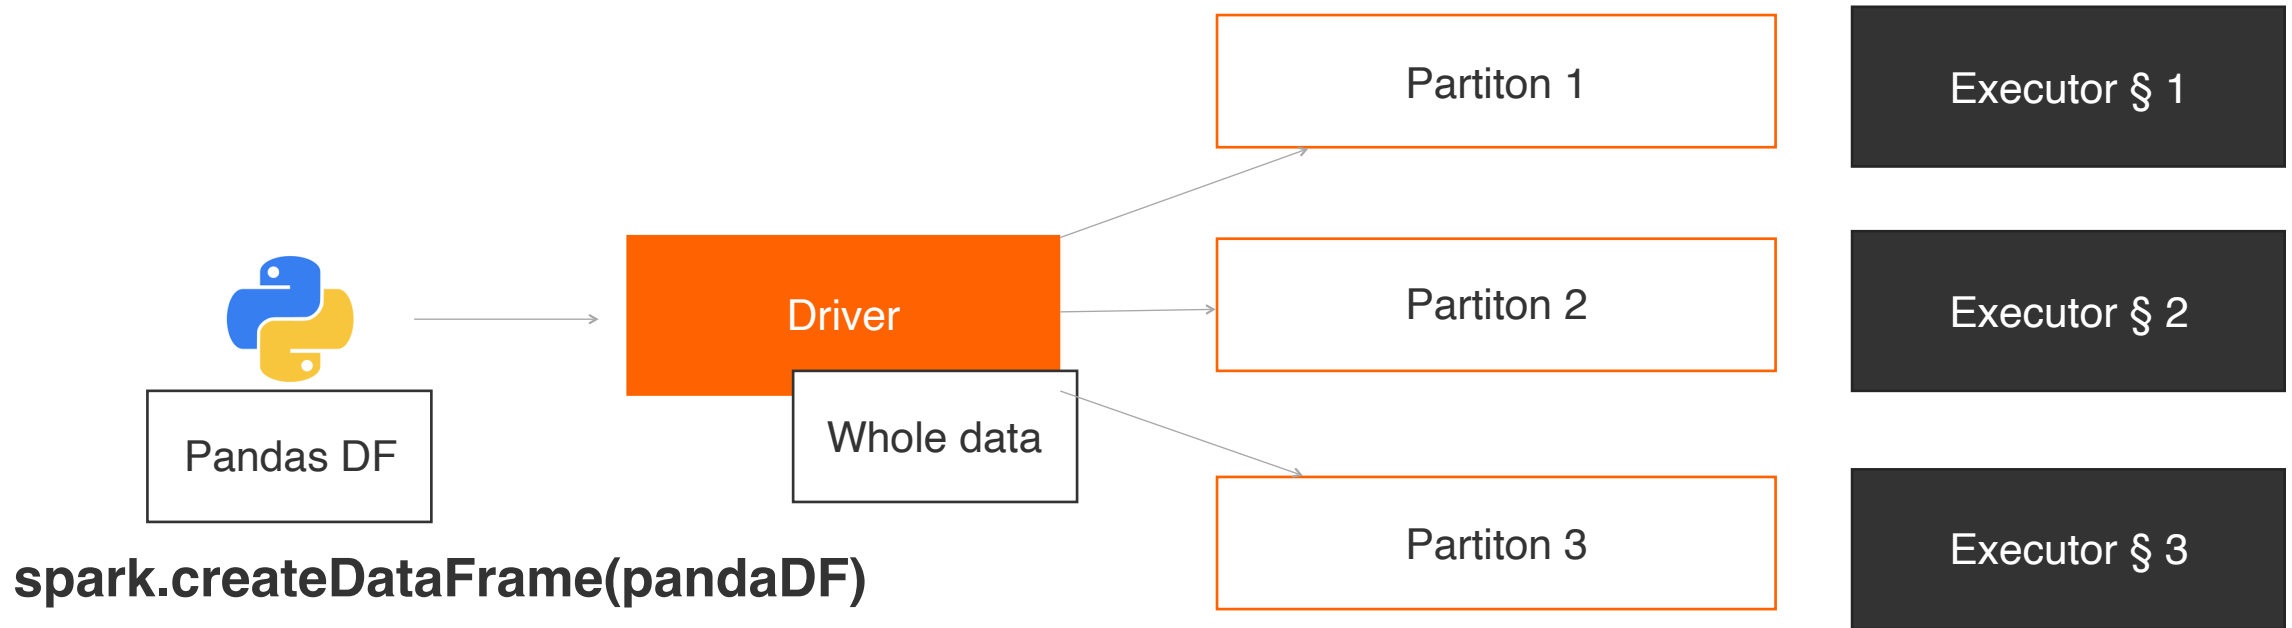 Partiton 1
Executor § 1
Driver
Partiton 2
Executor § 2
Whole data
Pandas DF
Partiton 3
Executor § 3
spark.createDataFrame(pandaDF)